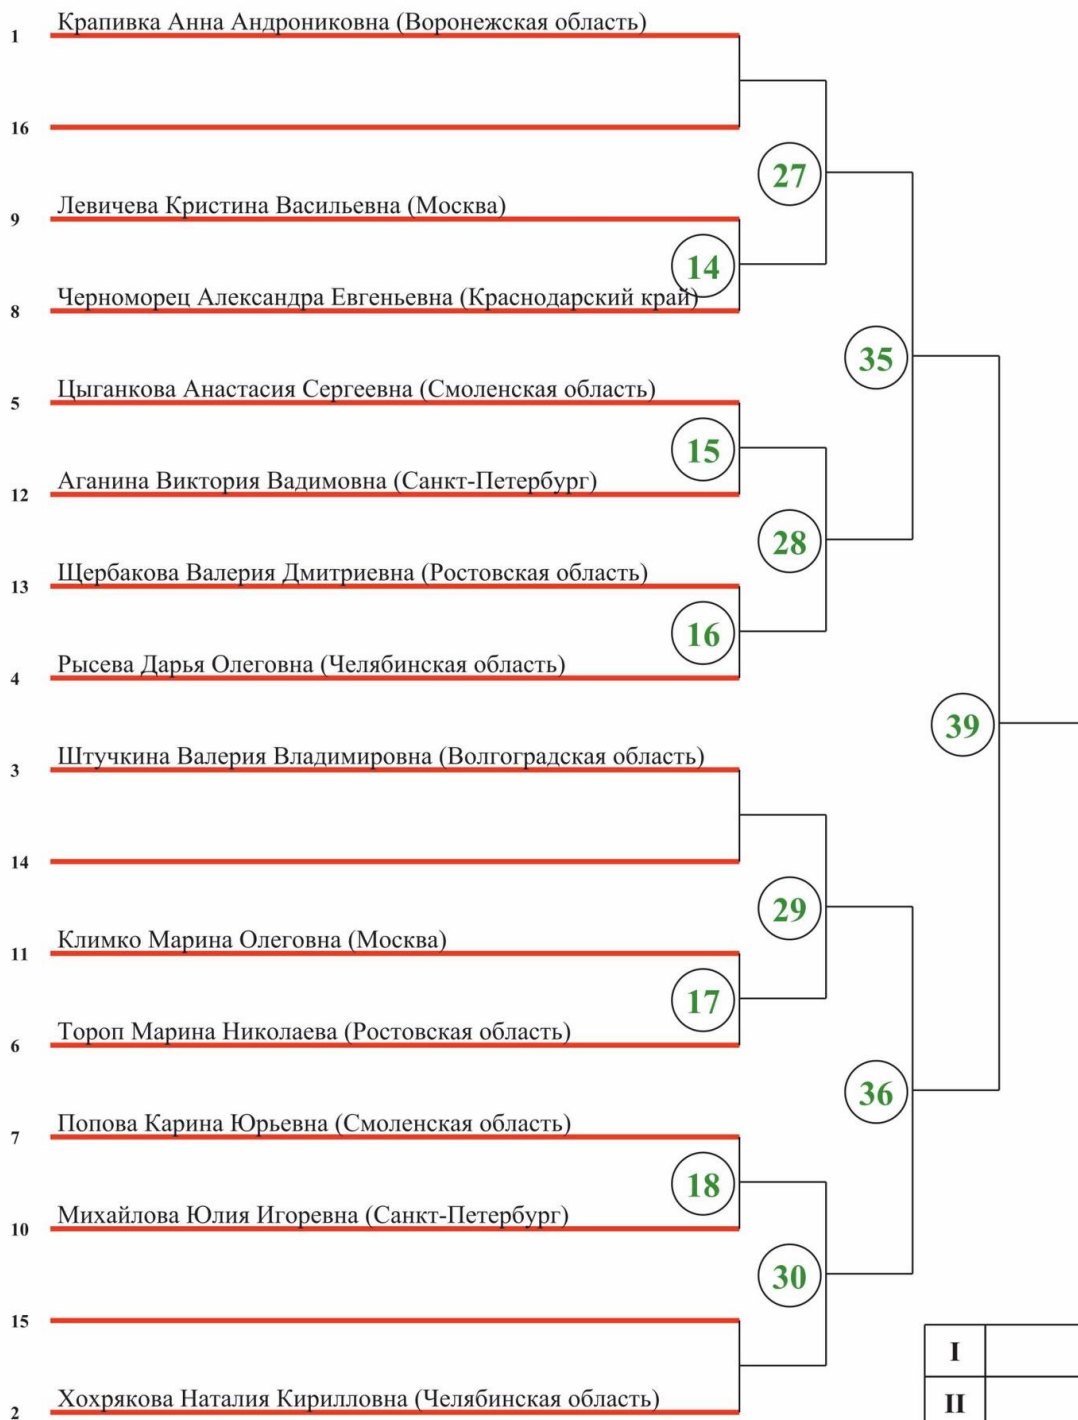 Крапивка Анна Андрониковна (Воронежская область)
1
16
27
Левичева Кристина Васильевна (Москва)
9
14
Черноморец Александра Евгеньевна (Краснодарский край)
8
35
Цыганкова Анастасия Сергеевна (Смоленская область)
5
15
Аганина Виктория Вадимовна (Санкт-Петербург)
12
28
Щербакова Валерия Дмитриевна (Ростовская область)
13
16
Рысева Дарья Олеговна (Челябинская область)
4
39
Штучкина Валерия Владимировна (Волгоградская область)
3
14
29
Климко Марина Олеговна (Москва)
11
17
Тороп Марина Николаева (Ростовская область)
6
36
Попова Карина Юрьевна (Смоленская область)
7
18
Михайлова Юлия Игоревна (Санкт-Петербург)
10
30
15
I
Хохрякова Наталия Кирилловна (Челябинская область)
2
II